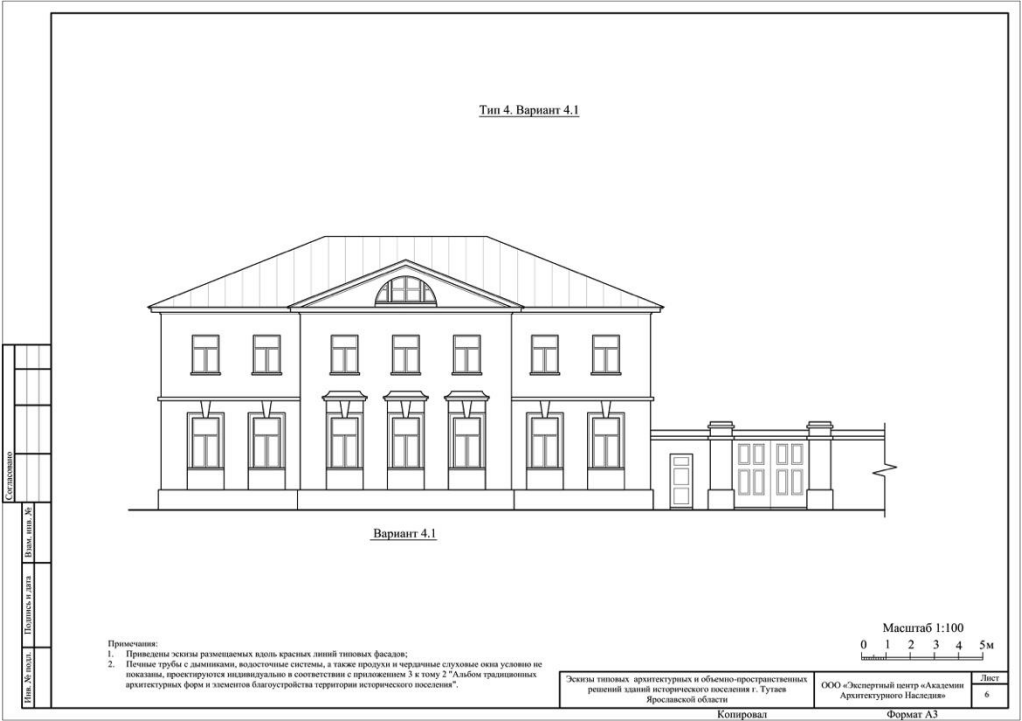 Тип 4. Вариант 4.1
Вариант 4.1
Согласовано
Взам. инв. №
Подпись и дата
Инв. № подл.
Примечания:
1. Приведены эскизы размещаемых вдоль красных линий типовых фасадов;
2. Печные трубы с дымниками, водосточные системы, а также продухи и чердачные слуховые окна условно не
показаны, проектируются индивидуально в соответствии с приложением 3 к тому 2 "Альбом традиционных
архитектурных форм и элементов благоустройства территории исторического поселения".
Масштаб 1:100
0 1 2 3 4 5м
Эскизы типовых архитектурных и объемно-пространственных
решений зданий исторического поселения г. Тутаев
Ярославской области
ООО «Экспертный центр «Академии
Архитектурного Наследия»
Лист
6
Копировал
Формат А3